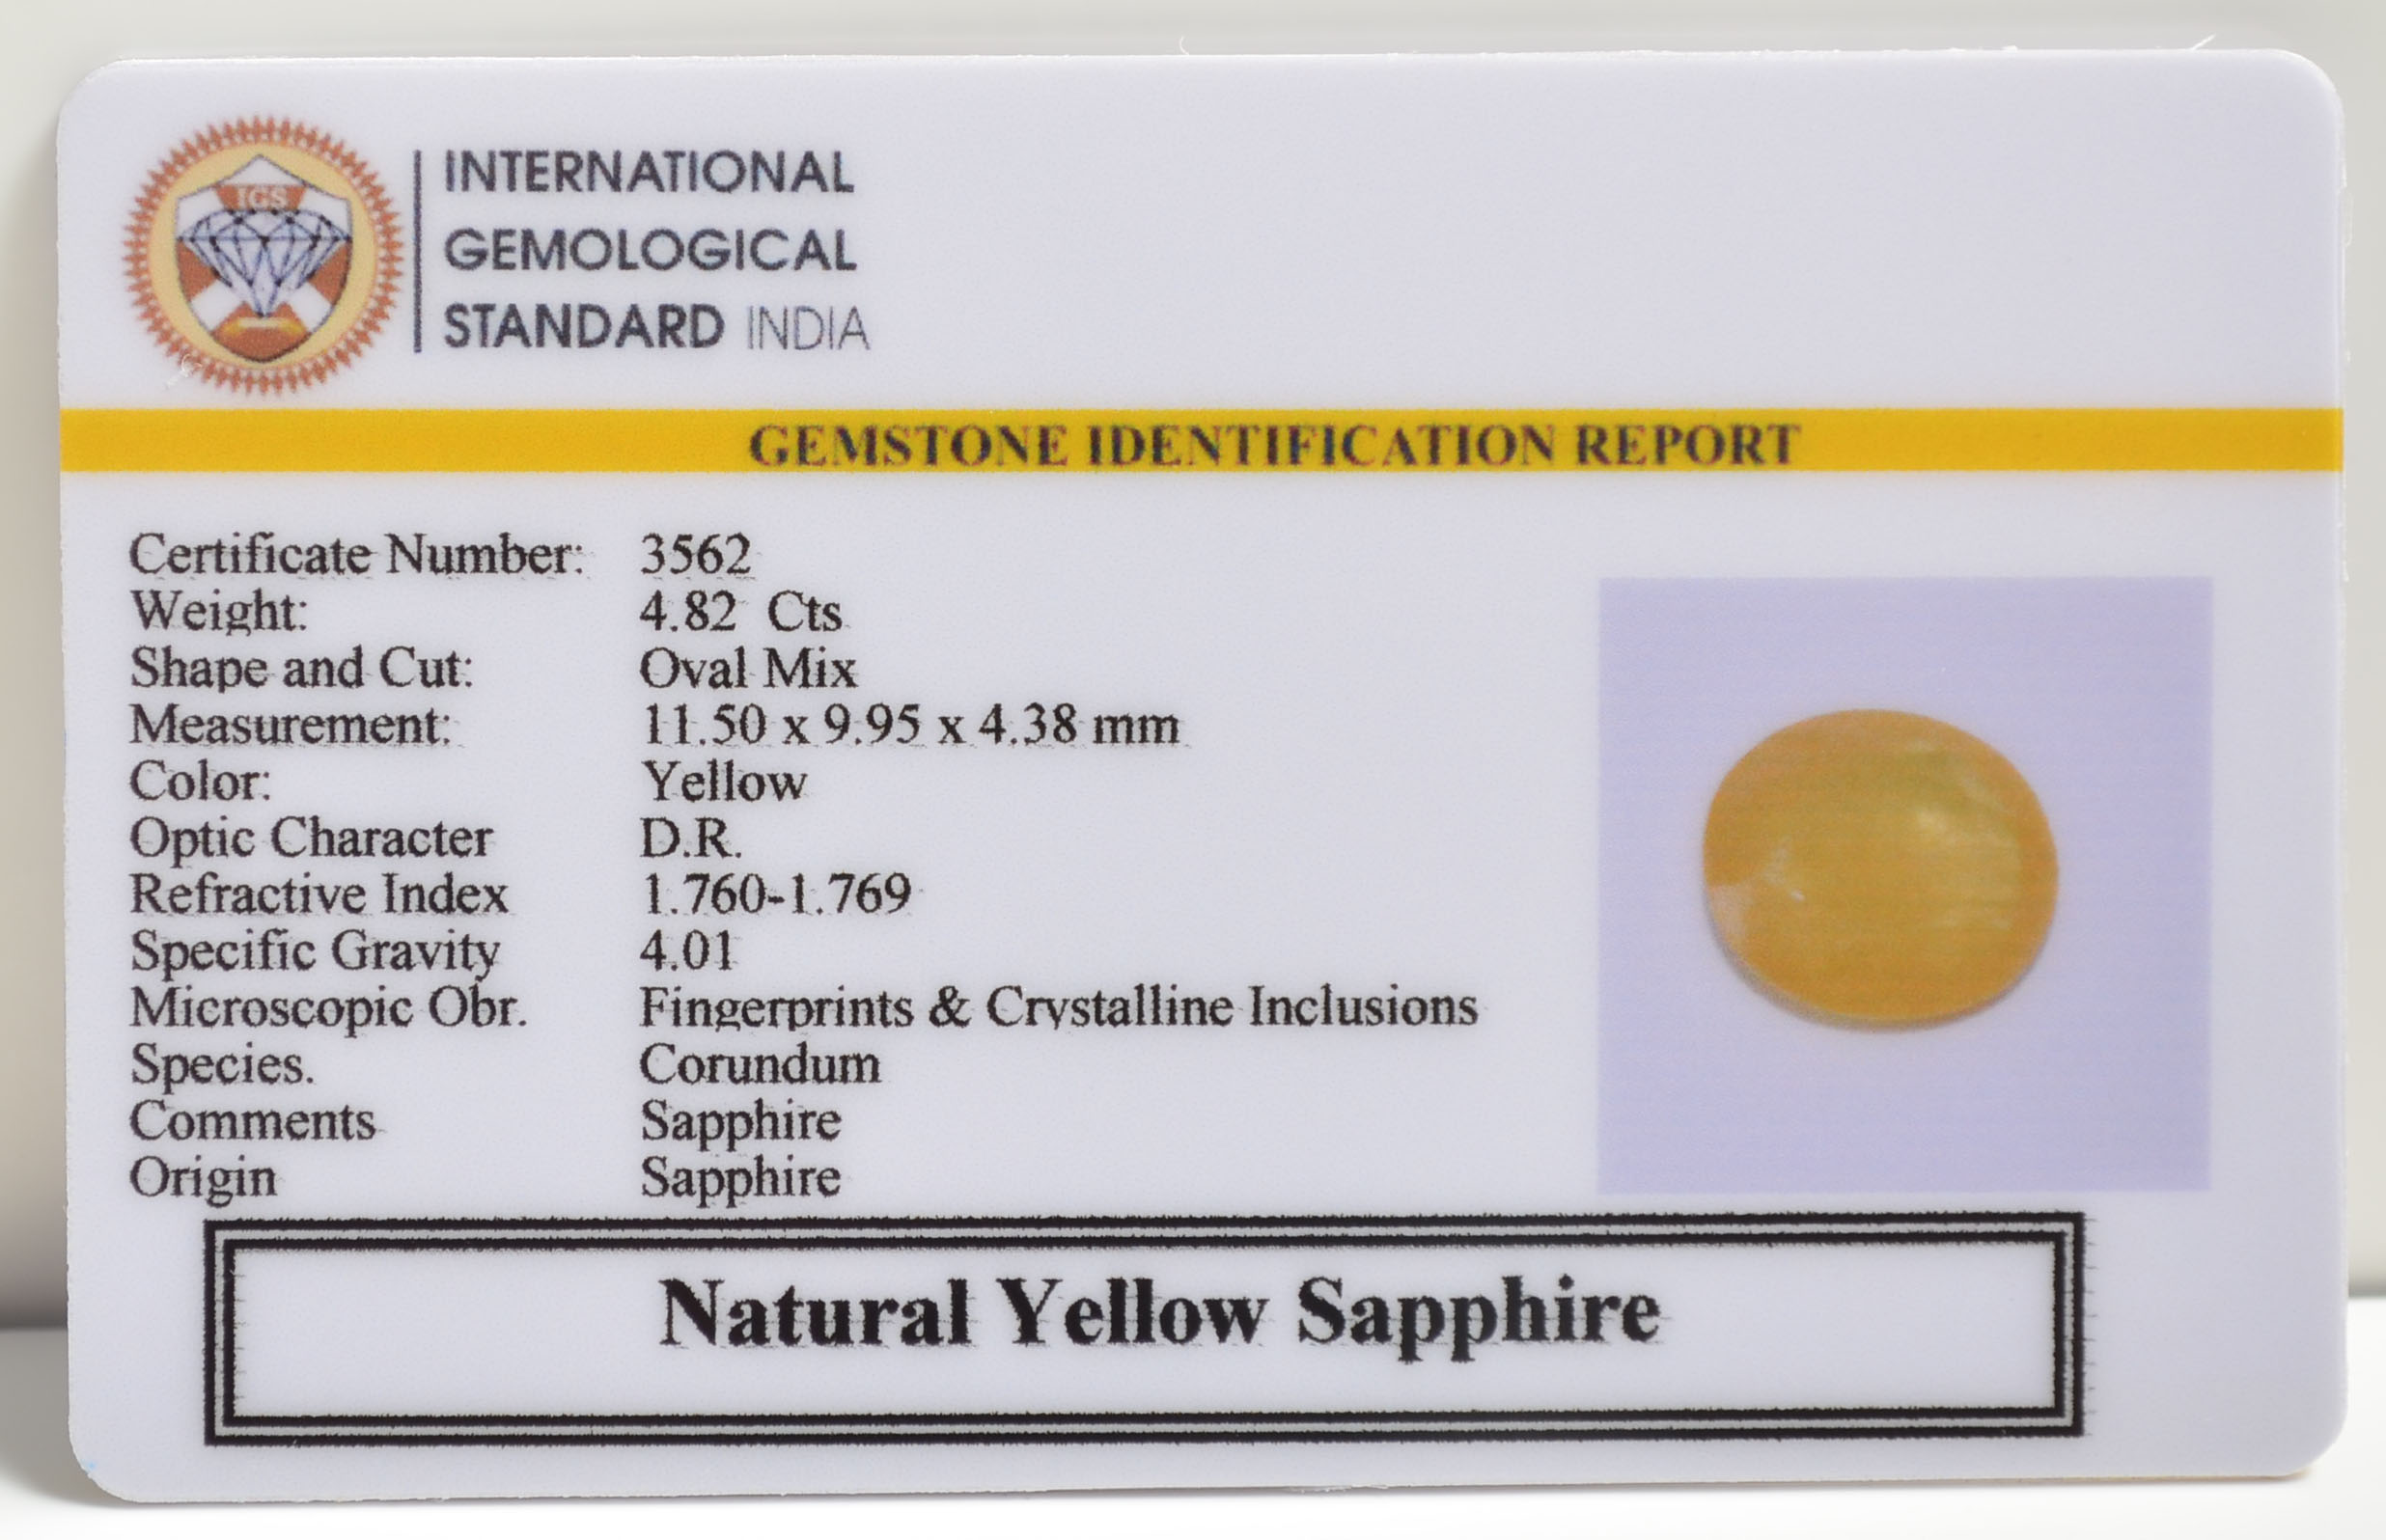 IGS
INTERNATIONAL
GEMOLOGICAL
STANDARD INDIA
GEMSTONE IDENTIFICATION REPORT
Certificate Number: 3562
Weight: 4.82 Cts
Shape and Cut: Oval Mix
Measurement: 11.50 x 9.95 x 4.38 mm
Color: Yellow
Optic Character D.R.
Refractive Index 1.760-1.769
Specific Gravity 4.01
Microscopic Obr. Fingerprints & Crystalline Inclusions
Species. Corundum
Comments Sapphire
Origin Sapphire
Natural Yellow Sapphire